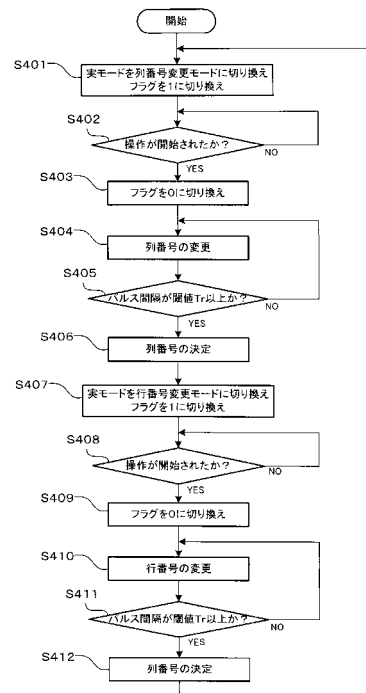 開始
S401
実モードを列番号変更モードに切り換え
フラグを1に切り換え
S402
操作が開始されたか？
NO
YES
S403
フラグを0に切り換え
S404
列番号の変更
S405
パルス間隔が閾値Tr以上か？
NO
YES
S406
列番号の決定
S407
実モードを行番号変更モードに切り換え
フラグを1に切り換え
S408
操作が開始されたか？
NO
YES
S409
フラグを0に切り換え
S410
行番号の変更
S411
パルス間隔が閾値Tr以上か？
NO
YES
S412
列番号の決定